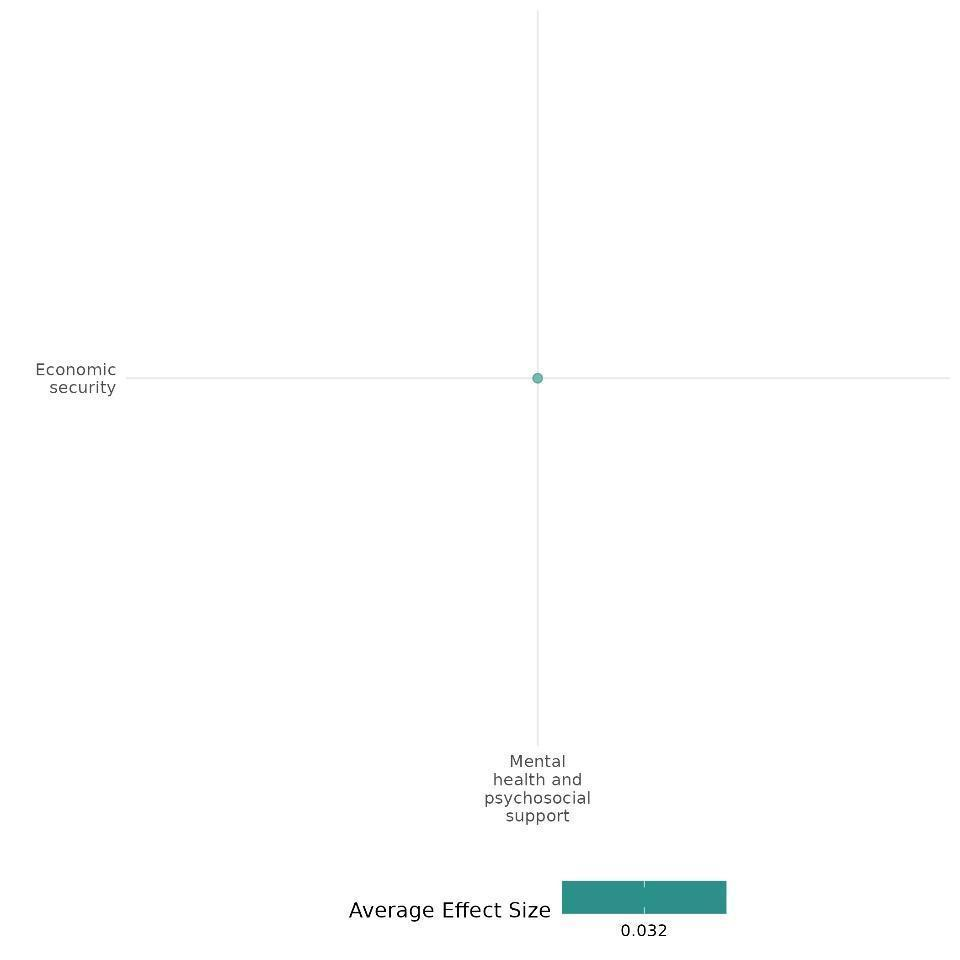 Economic
security
Mental
health and
psychosocial
support
Average Effect Size
0.032